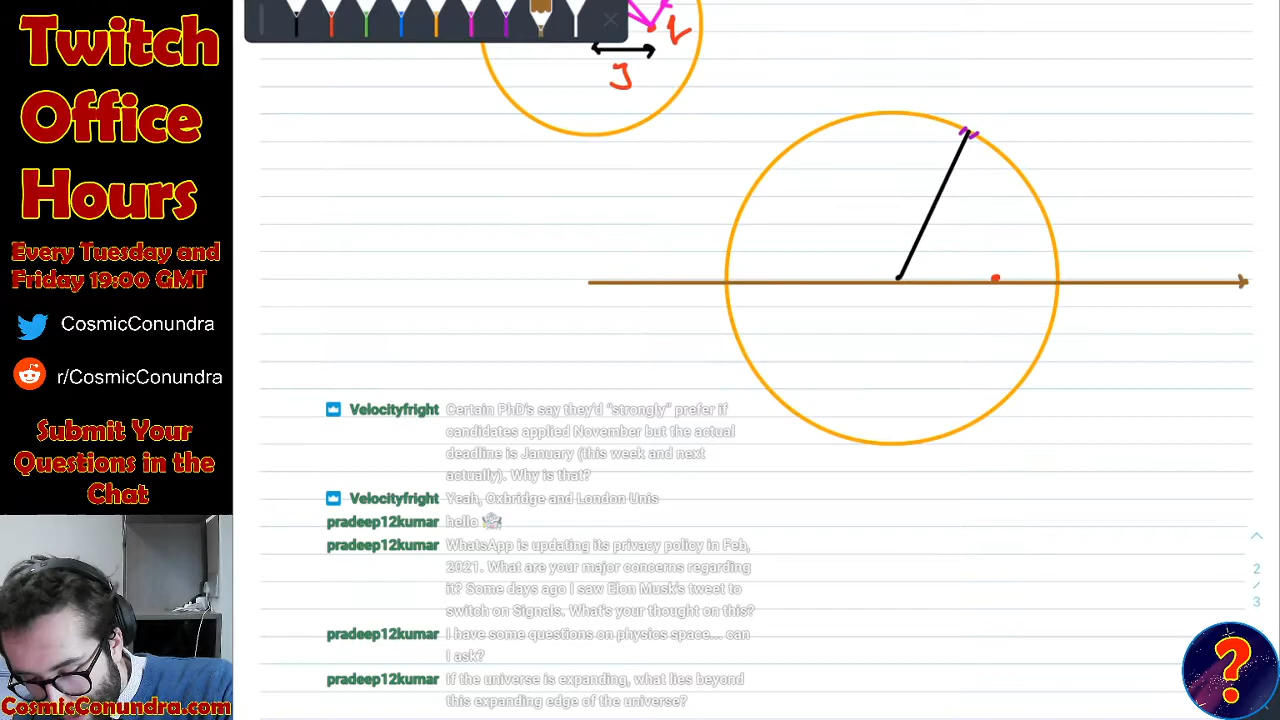 Twitch
Office
Hours
Every Tuesday and
Friday 19:00 GMT
CosmicConundra
r/CosmicConundra
Submit Your
Questions in the
Chat
CosmicConundra.com
L
J
Velocityfright Certain PhD's say they'd "strongly" prefer if
candidates applied November but the actual
deadline is January (this week and next
actually). Why is that?
Velocityfright Yeah, Oxbridge and London Unis
pradeep12kumar hello
pradeep12kumar WhatsApp is updating its privacy policy in Feb,
2021. What are your major concerns regarding
it? Some days ago I saw Elon Musk's tweet to
switch on Signals. What's your thought on this?
pradeep12kumar I have some questions on physics space... can
I ask?
pradeep12kumar If the universe is expanding, what lies beyond
this expanding edge of the universe?
2
/
3
?